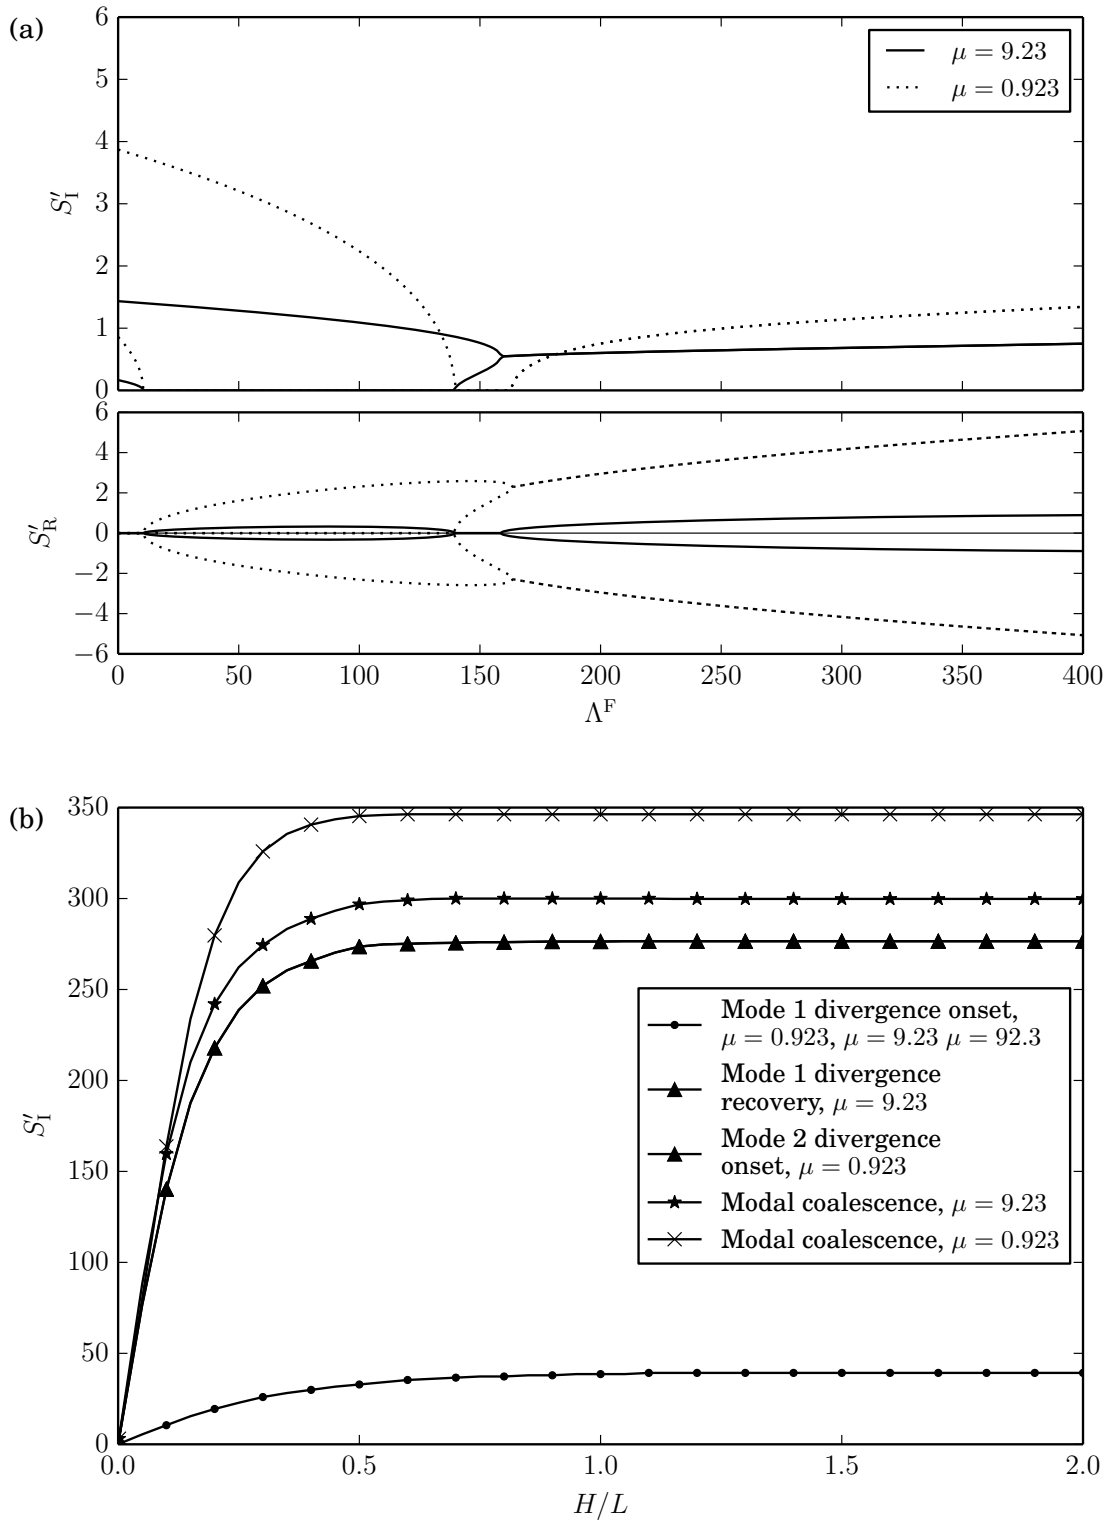 (a)
6
5
4
3
2
1
0
S′I
μ = 9.23
μ = 0.923
6
4
2
0
−2
−4
−6
S′R
0 50 100 150 200 250 300 350 400
Λ^F
(b)
350
300
250
200
150
100
50
0
S′I
Mode 1 divergence onset,
μ = 0.923, μ = 9.23 μ = 92.3
Mode 1 divergence
recovery, μ = 9.23
Mode 2 divergence
onset, μ = 0.923
Modal coalescence, μ = 9.23
Modal coalescence, μ = 0.923
0.0 0.5 1.0 1.5 2.0
H/L